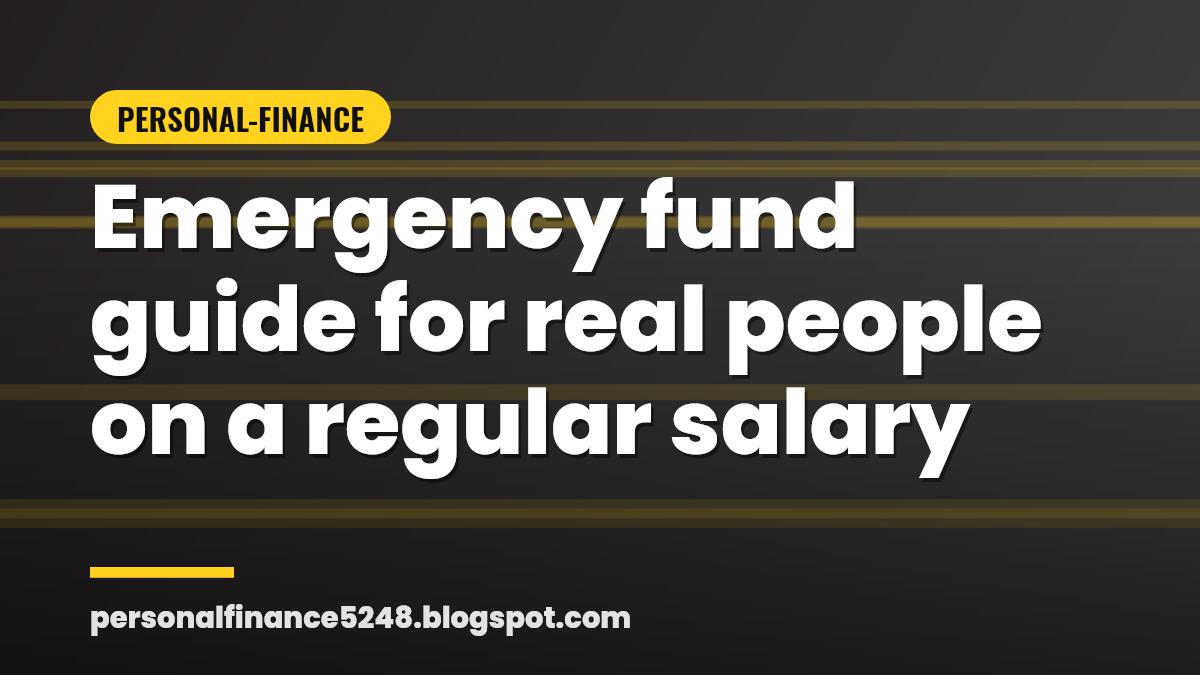 PERSONAL-FINANCE
Emergency fund
guide for real people
on a regular salary
personalfinance5248.blogspot.com